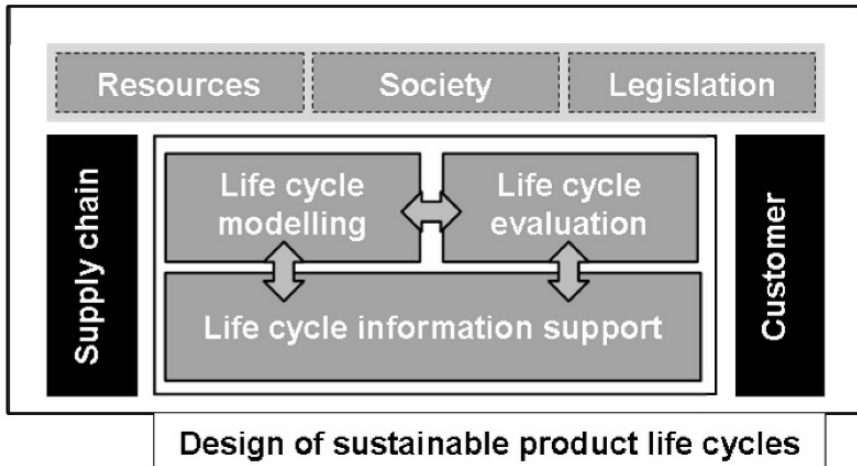 Resources
Society
Legislation
Supply chain
Life cycle
modelling
Life cycle
evaluation
Life cycle information support
Customer
Design of sustainable product life cycles